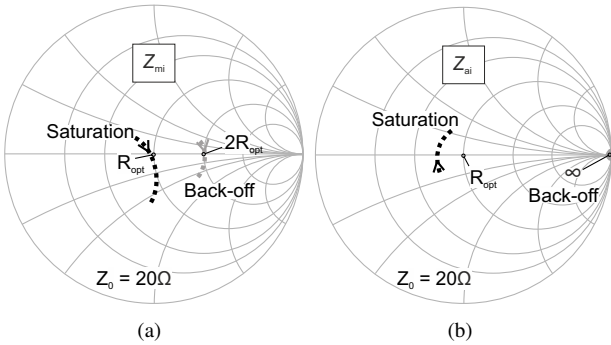 Z_mi
Saturation
R_opt
2R_opt
Back-off
Z_0 = 20Ω
(a)
Z_ai
Saturation
R_opt
∞
Back-off
Z_0 = 20Ω
(b)